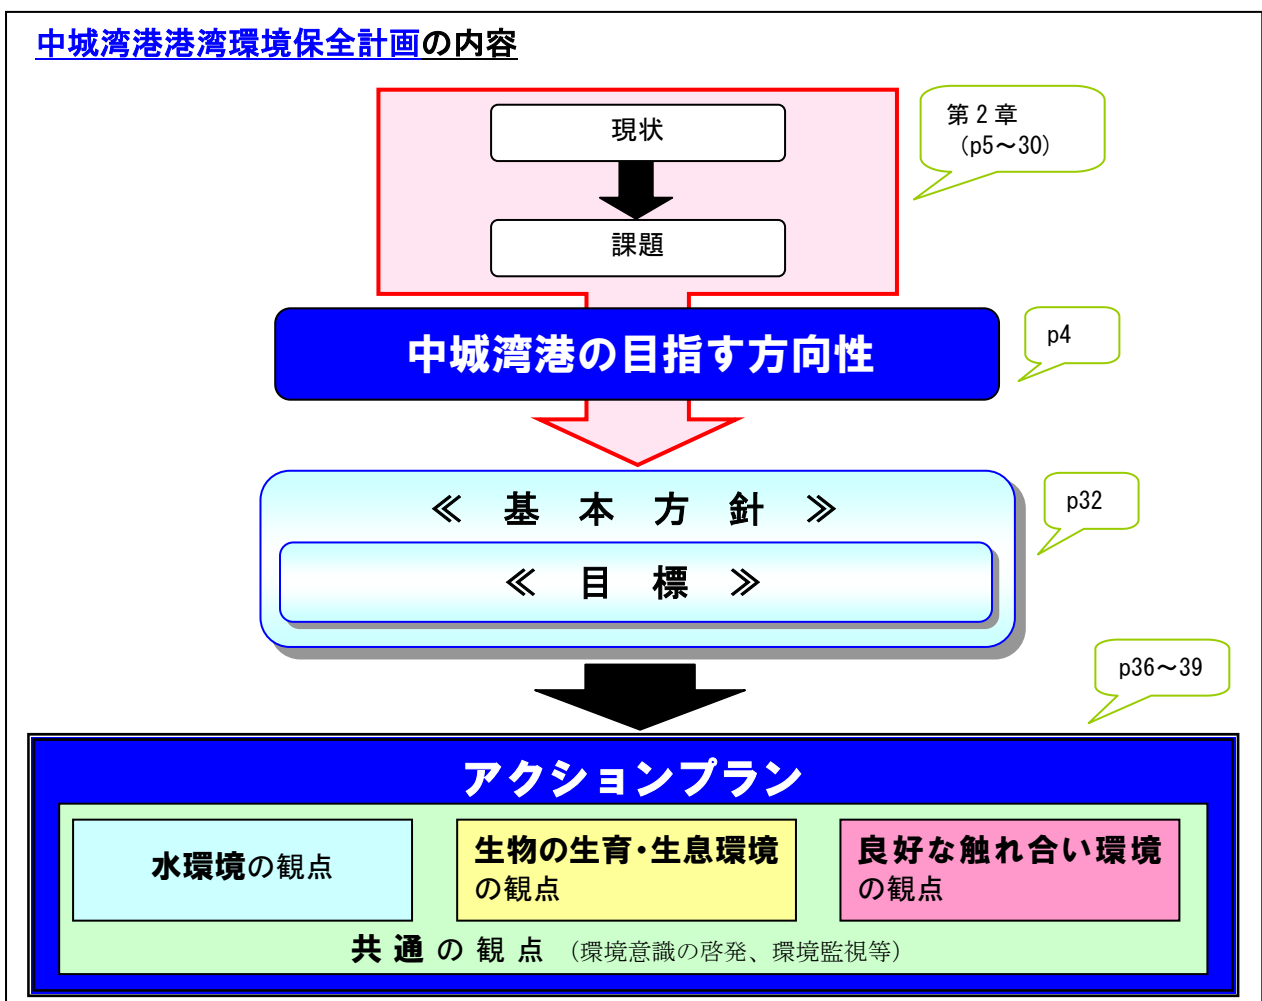 中城湾港港湾環境保全計画の内容
現状
第2章
(p5～30)
課題
中城湾港の目指す方向性
p4
≪ 基 本 方 針 ≫
p32
≪ 目 標 ≫
p36～39
アクションプラン
水環境の観点
生物の生育・生息環境
の観点
良好な触れ合い環境
の観点
共通の観点 (環境意識の啓発、環境監視等)